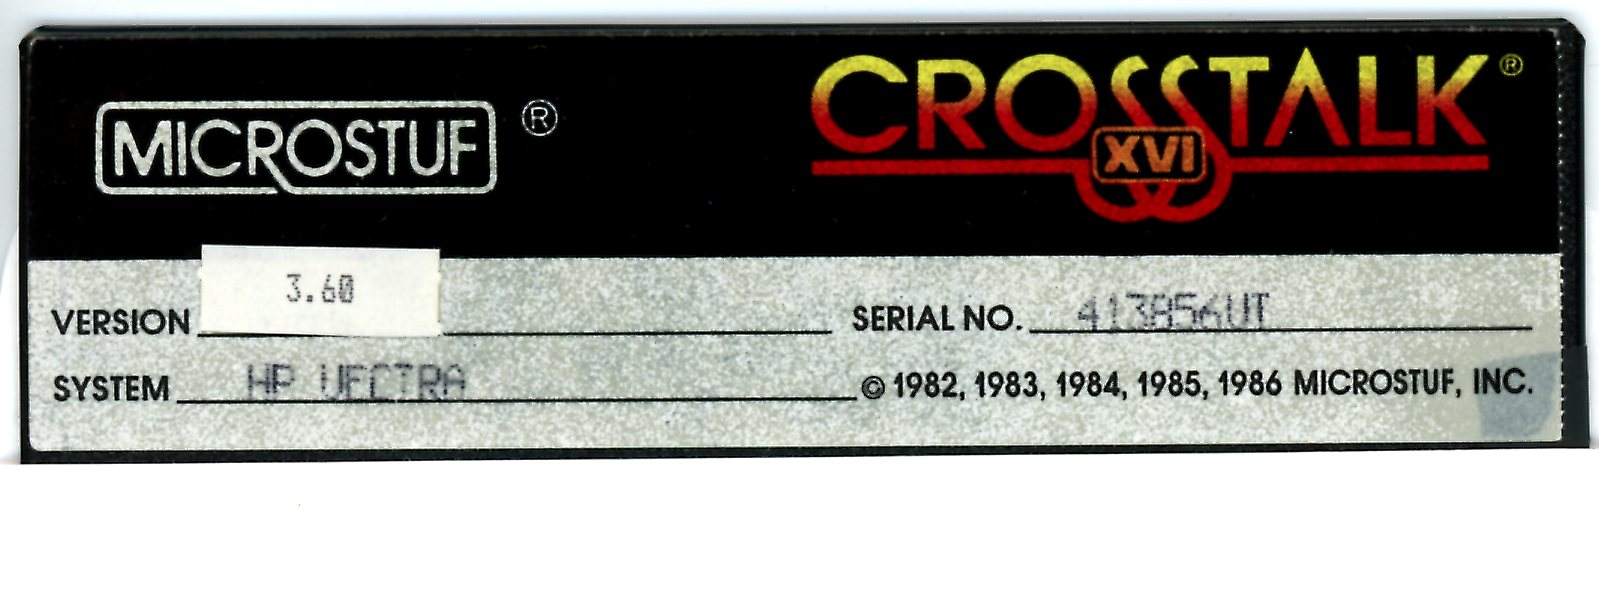 MICROSTUF ®
CROSSTALK ®
XVI
VERSION 3.60
SERIAL NO. 413856UT
SYSTEM HP VECTRA
© 1982, 1983, 1984, 1985, 1986 MICROSTUF, INC.